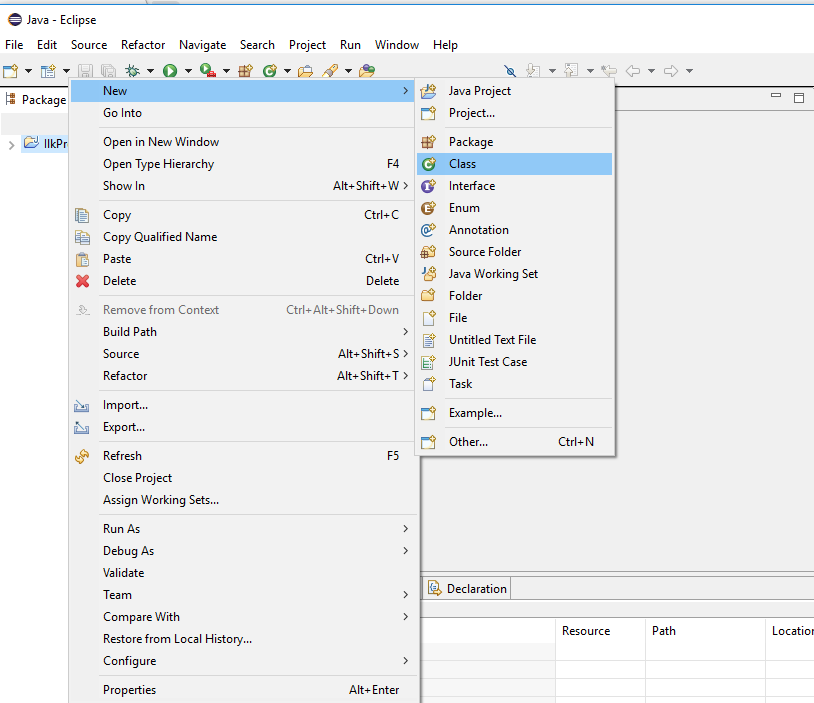 Java - Eclipse
File Edit Source Refactor Navigate Search Project Run Window Help
Package
IlkPr
New
Go Into
Open in New Window
Open Type Hierarchy F4
Show In Alt+Shift+W
Copy Ctrl+C
Copy Qualified Name
Paste Ctrl+V
Delete Delete
Remove from Context Ctrl+Alt+Shift+Down
Build Path
Source Alt+Shift+S
Refactor Alt+Shift+T
Import...
Export...
Refresh F5
Close Project
Assign Working Sets...
Run As
Debug As
Validate
Team
Compare With
Restore from Local History...
Configure
Properties Alt+Enter
Java Project
Project...
Package
Class
Interface
Enum
Annotation
Source Folder
Java Working Set
Folder
File
Untitled Text File
JUnit Test Case
Task
Example...
Other... Ctrl+N
Declaration
Resource Path Location